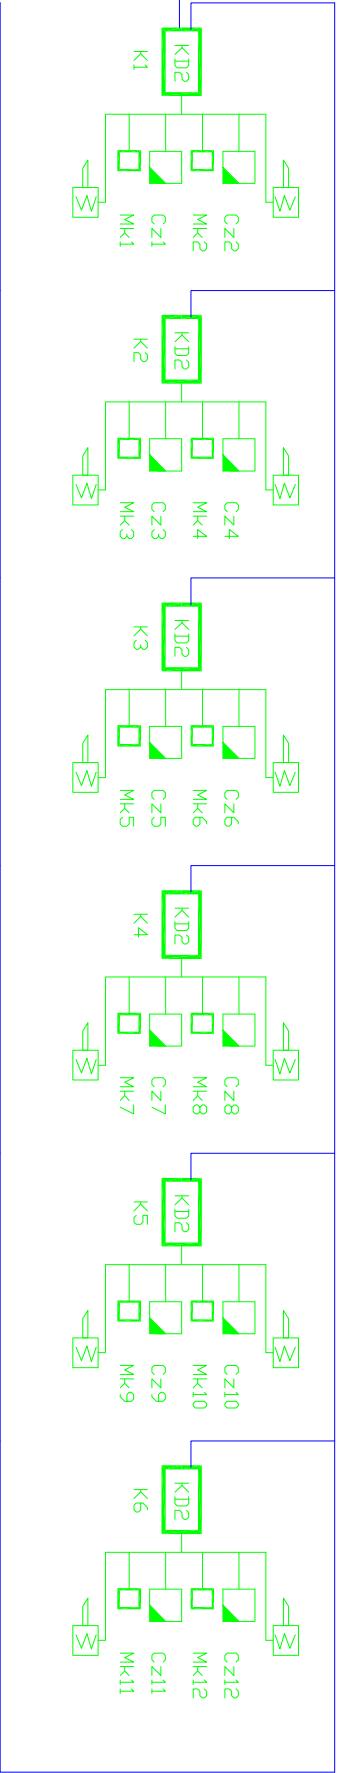 KD2
K1
W
Cz2
Mk2
Cz1
Mk1
W
KD2
K2
W
Cz4
Mk4
Cz3
Mk3
W
KD2
K3
W
Cz6
Mk6
Cz5
Mk5
W
KD2
K4
W
Cz8
Mk8
Cz7
Mk7
W
KD2
K5
W
Cz10
Mk10
Cz9
Mk9
W
KD2
K6
W
Cz12
Mk12
Cz11
Mk11
W